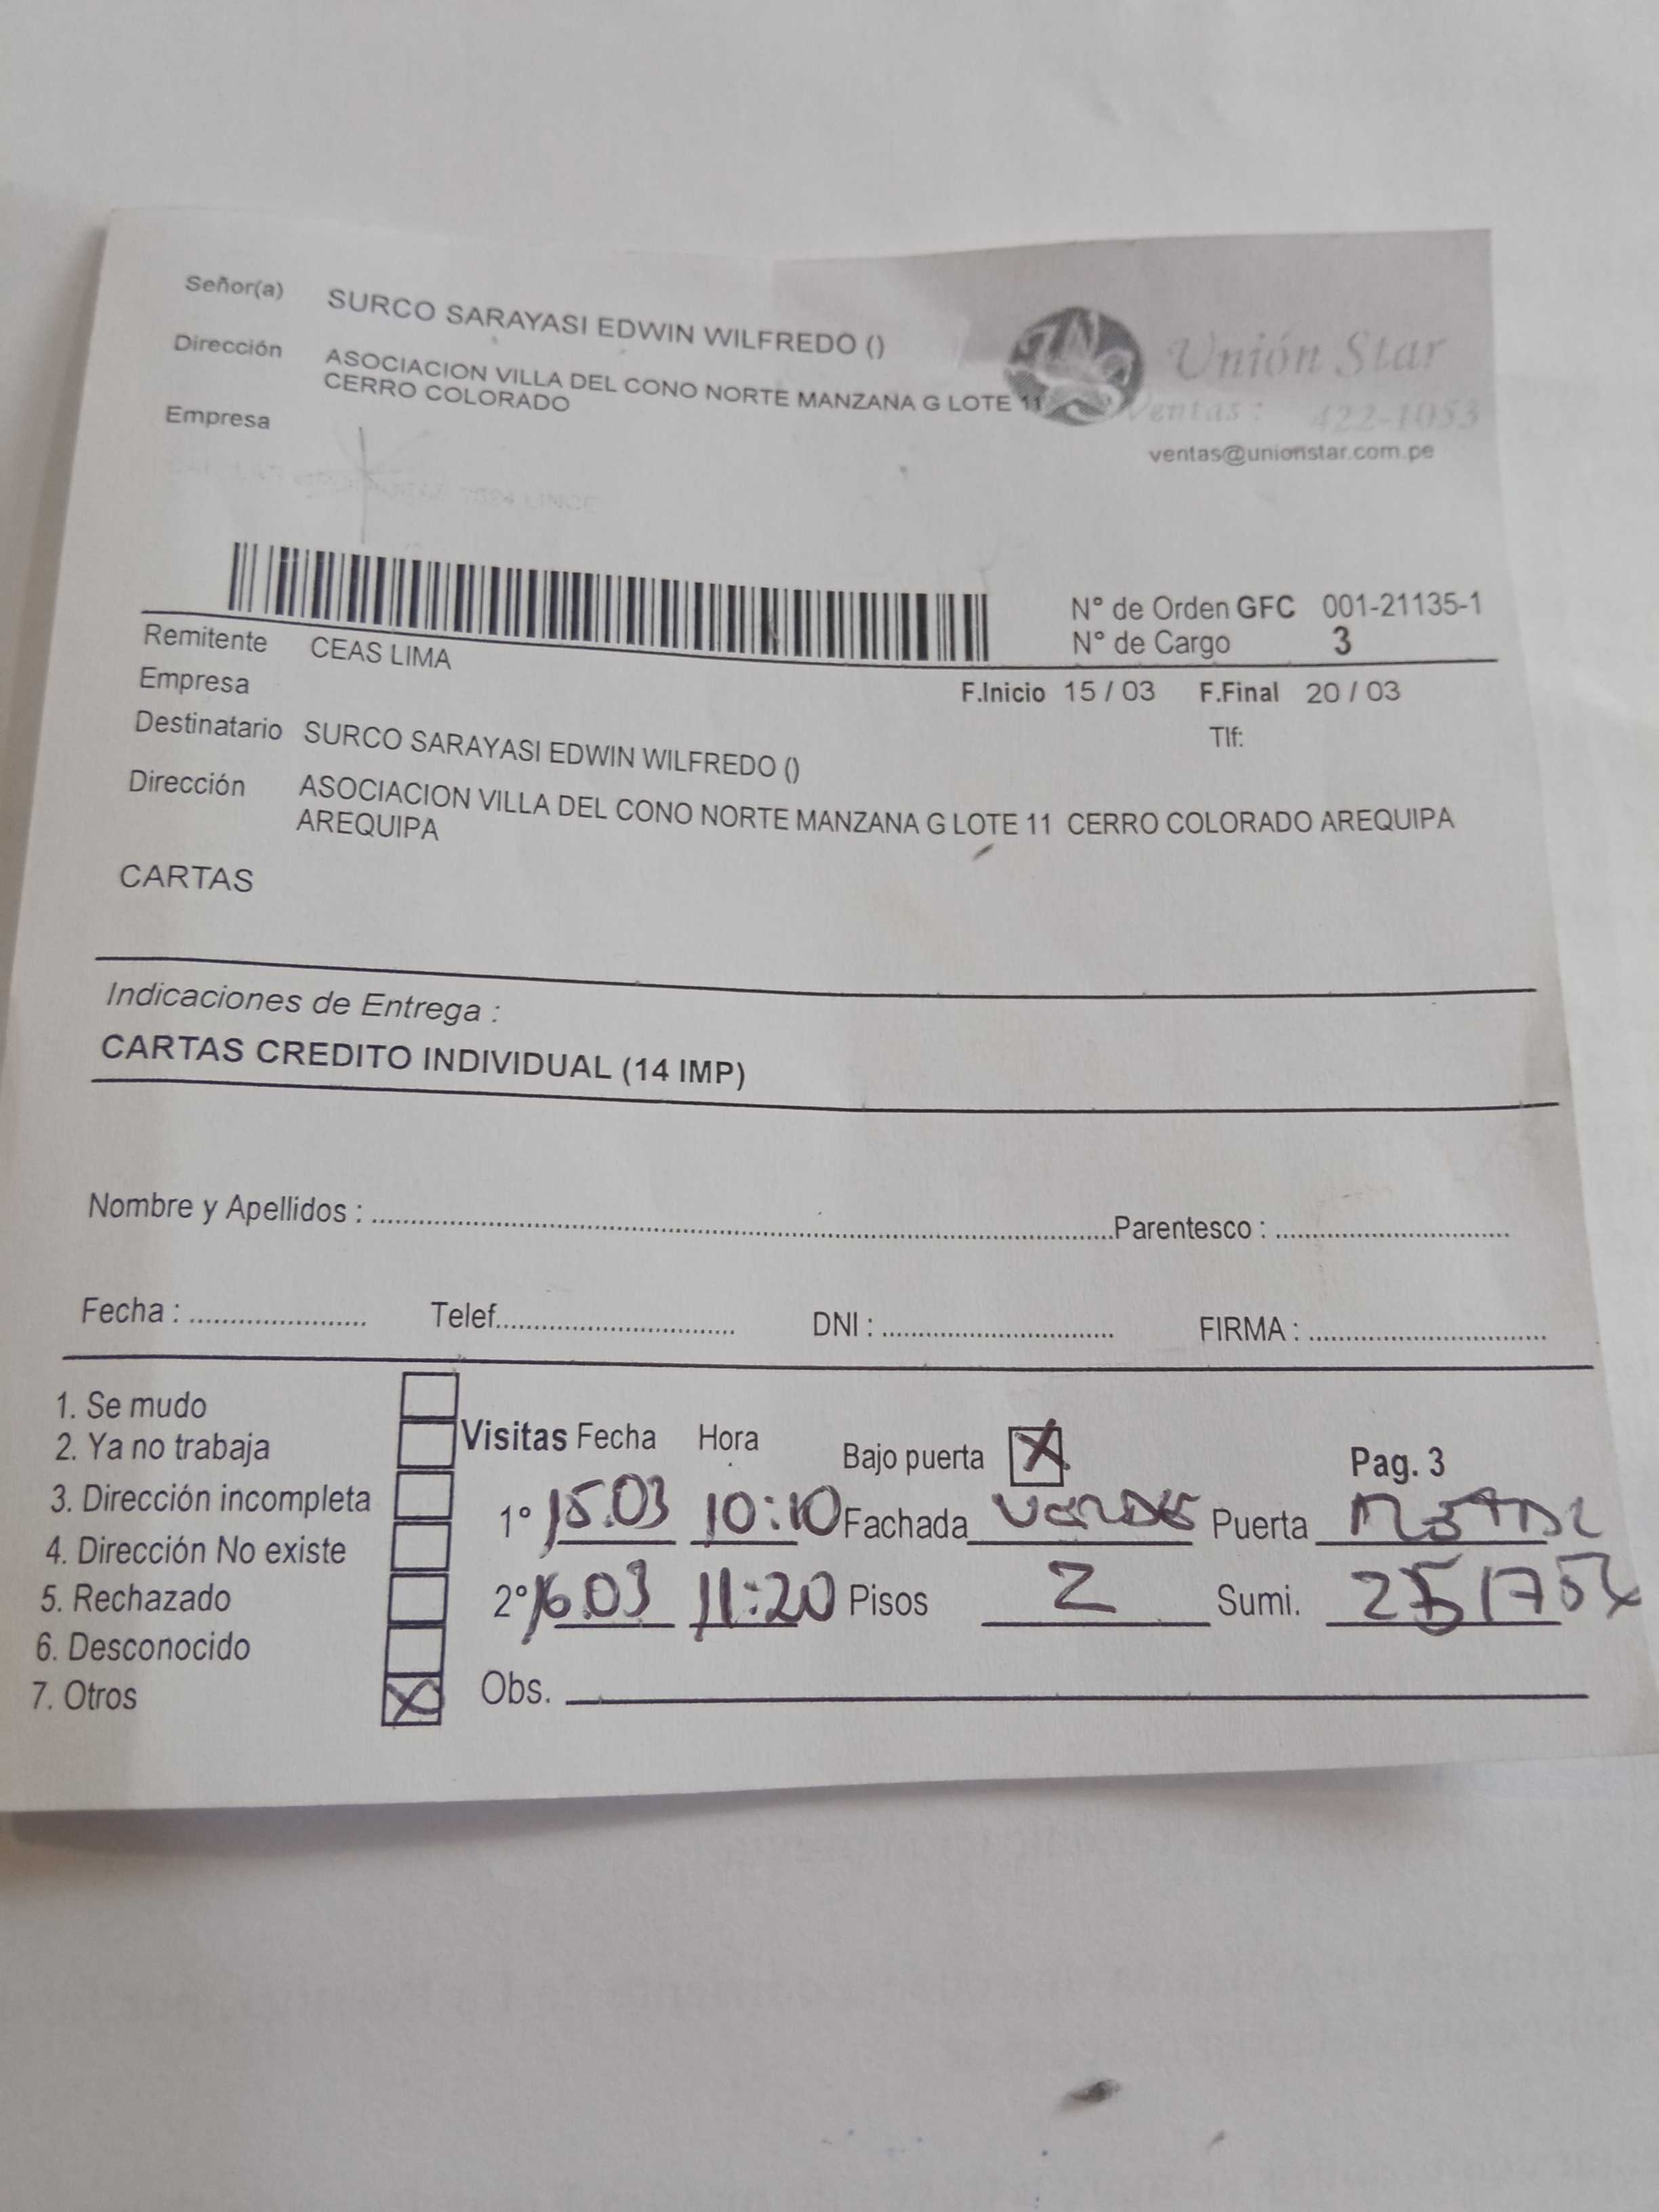 Señor(a) SURCO SARAYASI EDWIN WILFREDO ()
Dirección ASOCIACION VILLA DEL CONO NORTE MANZANA G LOTE 11
CERRO COLORADO
Empresa
Unión Star
Ventas : 422-1053
ventas@unionstar.com.pe
N° de Orden GFC 001-21135-1
N° de Cargo 3
Remitente CEAS LIMA
Empresa
F.Inicio 15 / 03 F.Final 20 / 03
Destinatario SURCO SARAYASI EDWIN WILFREDO ()
Tlf:
Dirección ASOCIACION VILLA DEL CONO NORTE MANZANA G LOTE 11 CERRO COLORADO AREQUIPA
AREQUIPA
CARTAS
Indicaciones de Entrega :
CARTAS CREDITO INDIVIDUAL (14 IMP)
Nombre y Apellidos : Parentesco :
Fecha : Telef. DNI : FIRMA :
1. Se mudo
2. Ya no trabaja
3. Dirección incompleta
4. Dirección No existe
5. Rechazado
6. Desconocido
7. Otros X
Visitas Fecha Hora Bajo puerta X Pag. 3
1° 15.03 10:10 Fachada Puerta
2° 16.03 11:20 Pisos 2 Sumi.
Obs.